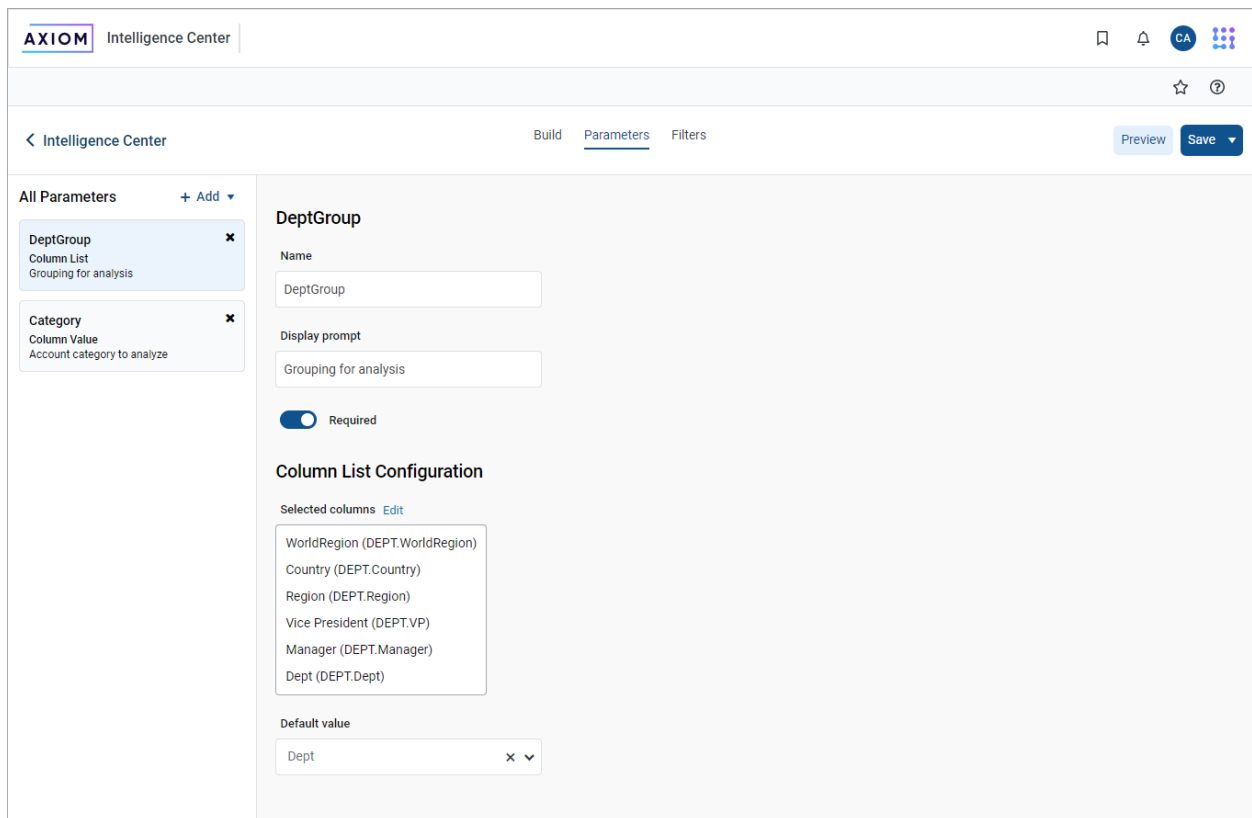 AXIOM Intelligence Center
CA
Intelligence Center
Build Parameters Filters
Preview Save
All Parameters + Add
DeptGroup
Column List
Grouping for analysis
Category
Column Value
Account category to analyze
DeptGroup
Name
DeptGroup
Display prompt
Grouping for analysis
Required
Column List Configuration
Selected columns Edit
WorldRegion (DEPT.WorldRegion)
Country (DEPT.Country)
Region (DEPT.Region)
Vice President (DEPT.VP)
Manager (DEPT.Manager)
Dept (DEPT.Dept)
Default value
Dept